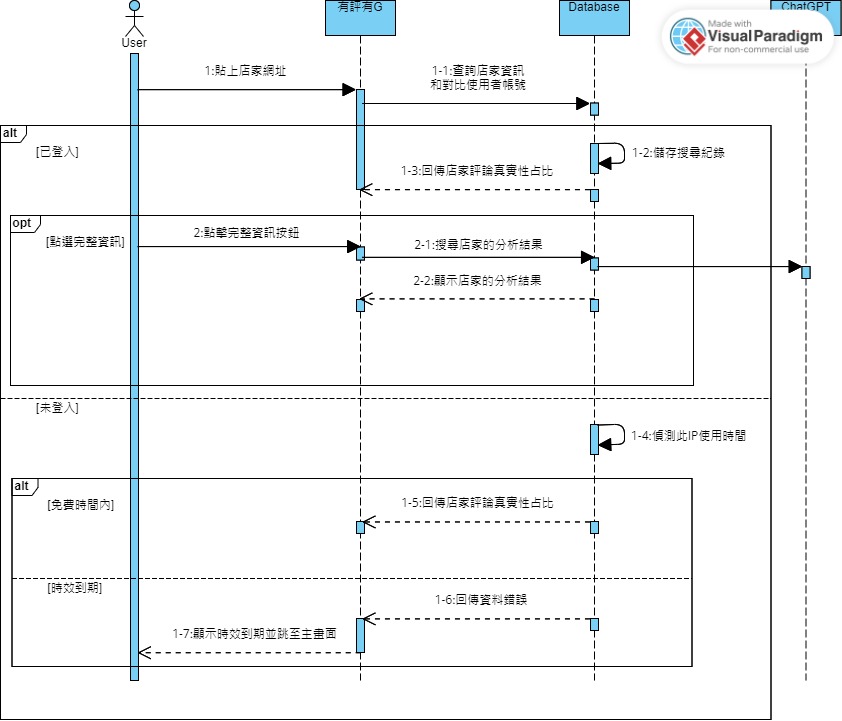 User
有評有G
Database
ChatGPT
Made with
VisualParadigm
For non-commercial use
1:貼上店家網址
1-1:查詢店家資訊
和對比使用者帳號
alt
[已登入]
1-2:儲存搜尋紀錄
1-3:回傳店家評論真實性占比
opt
[點選完整資訊]
2:點擊完整資訊按鈕
2-1:搜尋店家的分析結果
2-2:顯示店家的分析結果
[未登入]
1-4:偵測此IP使用時間
alt
[免費時間內]
1-5:回傳店家評論真實性占比
[時效到期]
1-6:回傳資料錯誤
1-7:顯示時效到期並跳至主畫面